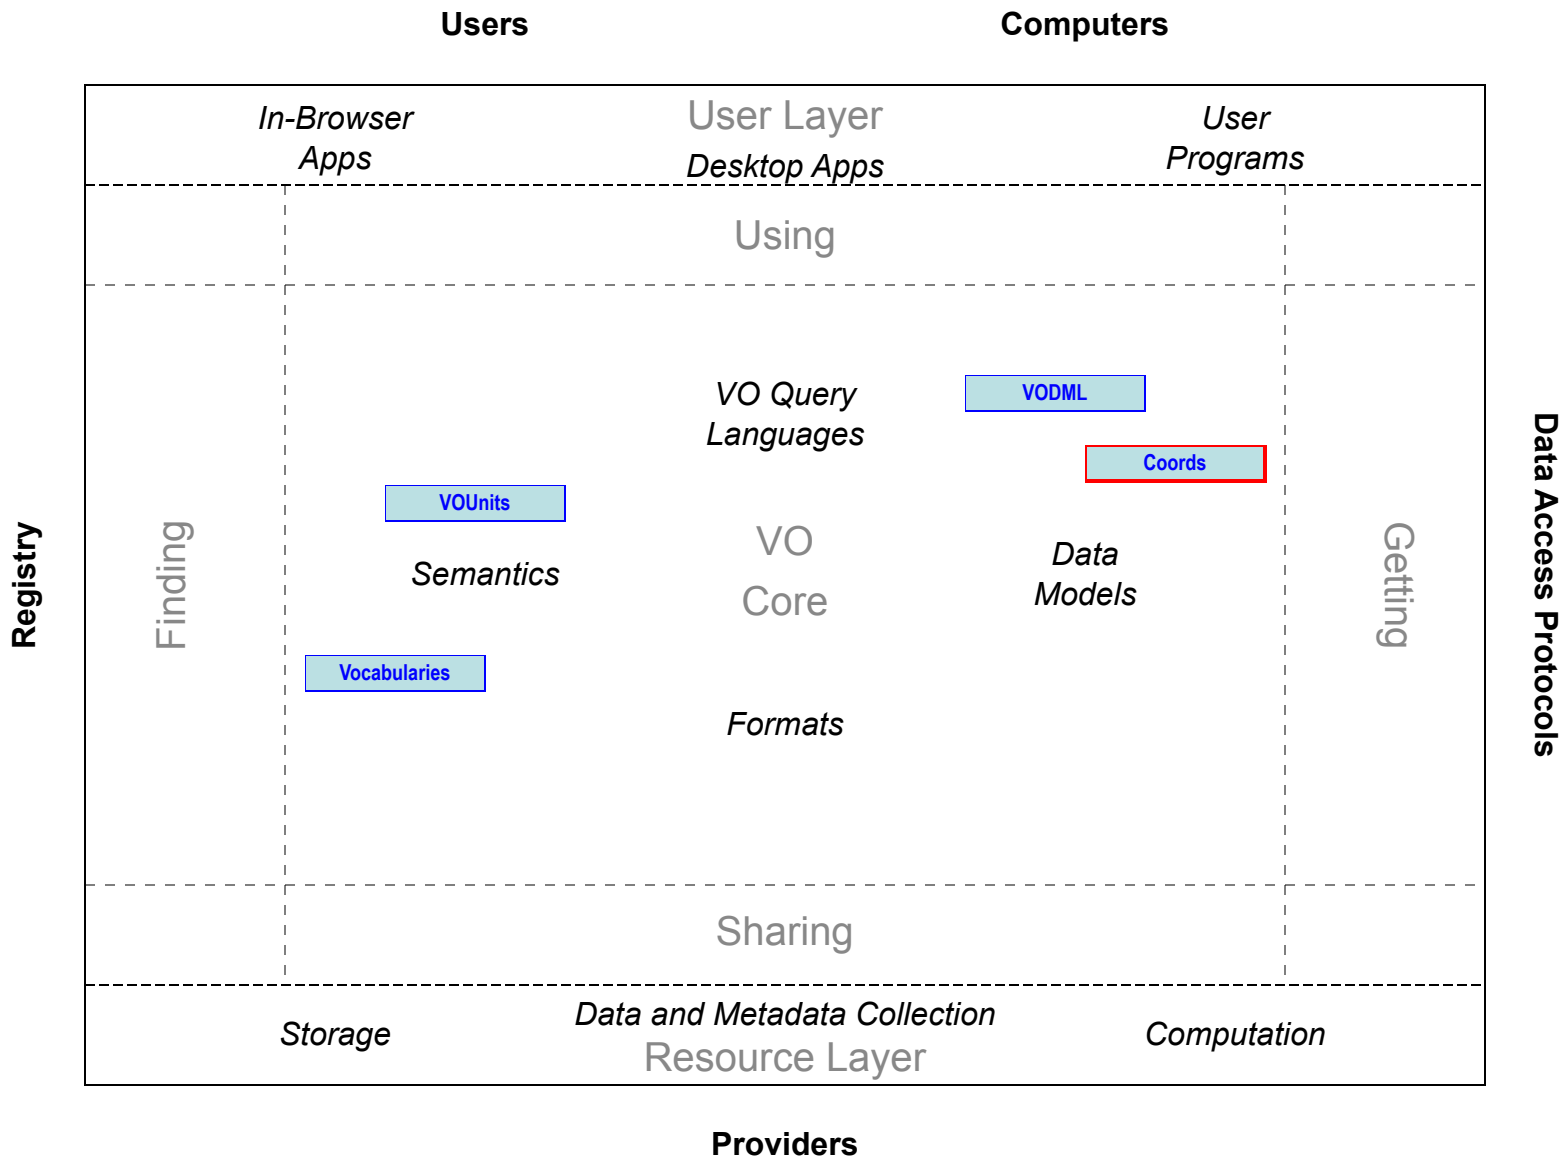 Users
Computers
In-Browser
Apps
User Layer
Desktop Apps
User
Programs
Using
VO Query
Languages
VODML
Coords
VOUnits
Semantics
VO
Core
Data
Models
Registry
Finding
Getting
Data Access Protocols
Vocabularies
Formats
Sharing
Storage
Data and Metadata Collection
Resource Layer
Computation
Providers